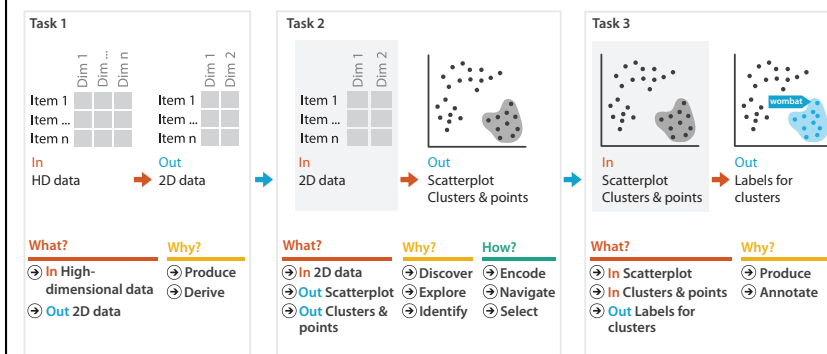 Task 1
Dim 1
Dim ...
Dim n
Dim 1
Dim 2
Item 1
Item ...
Item n
Item 1
Item ...
Item n
In
HD data
Out
2D data
What?
In High-
dimensional data
Out 2D data
Why?
Produce
Derive
Task 2
Dim 1
Dim 2
Item 1
Item ...
Item n
In
2D data
Out
Scatterplot
Clusters & points
What?
In 2D data
Out Scatterplot
Out Clusters &
points
Why?
Discover
Explore
Identify
How?
Encode
Navigate
Select
Task 3
wombat
In
Scatterplot
Clusters & points
Out
Labels for
clusters
What?
In Scatterplot
In Clusters & points
Out Labels for
clusters
Why?
Produce
Annotate